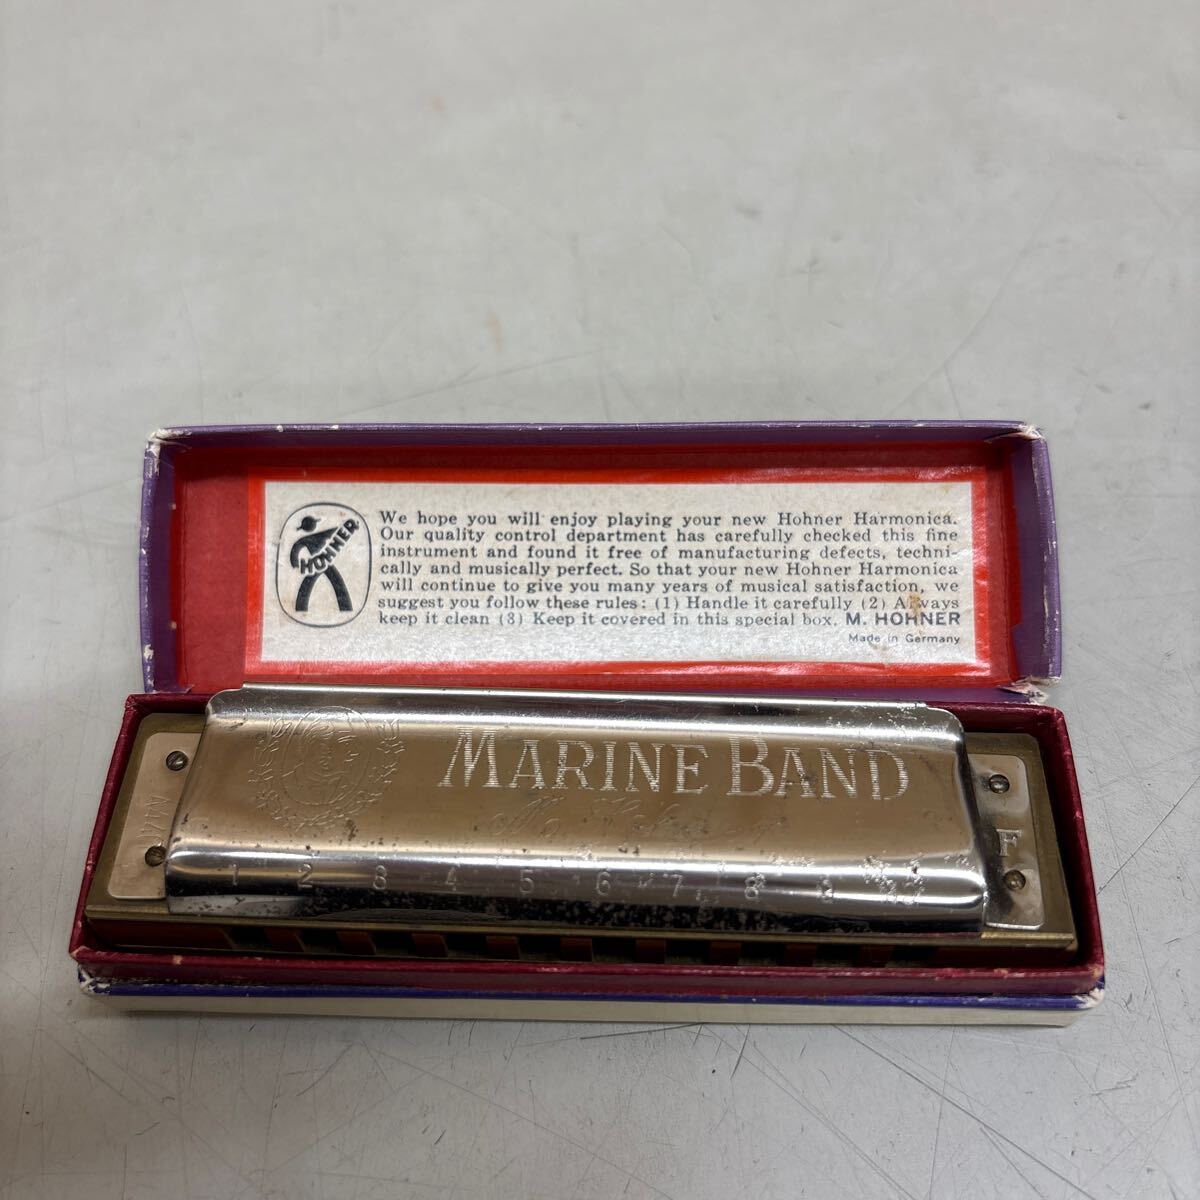 HOHNER
We hope you will enjoy playing your new Hohner Harmonica.
Our quality control department has carefully checked this fine
instrument and found it free of manufacturing defects, techni-
cally and musically perfect. So that your new Hohner Harmonica
will continue to give you many years of musical satisfaction, we
suggest you follow these rules: (1) Handle it carefully (2) Always
keep it clean (3) Keep it covered in this special box. M. HOHNER
Made in Germany
MARINE BAND
M. Hohner
F
1 2 3 4 5 6 7 8 9 10